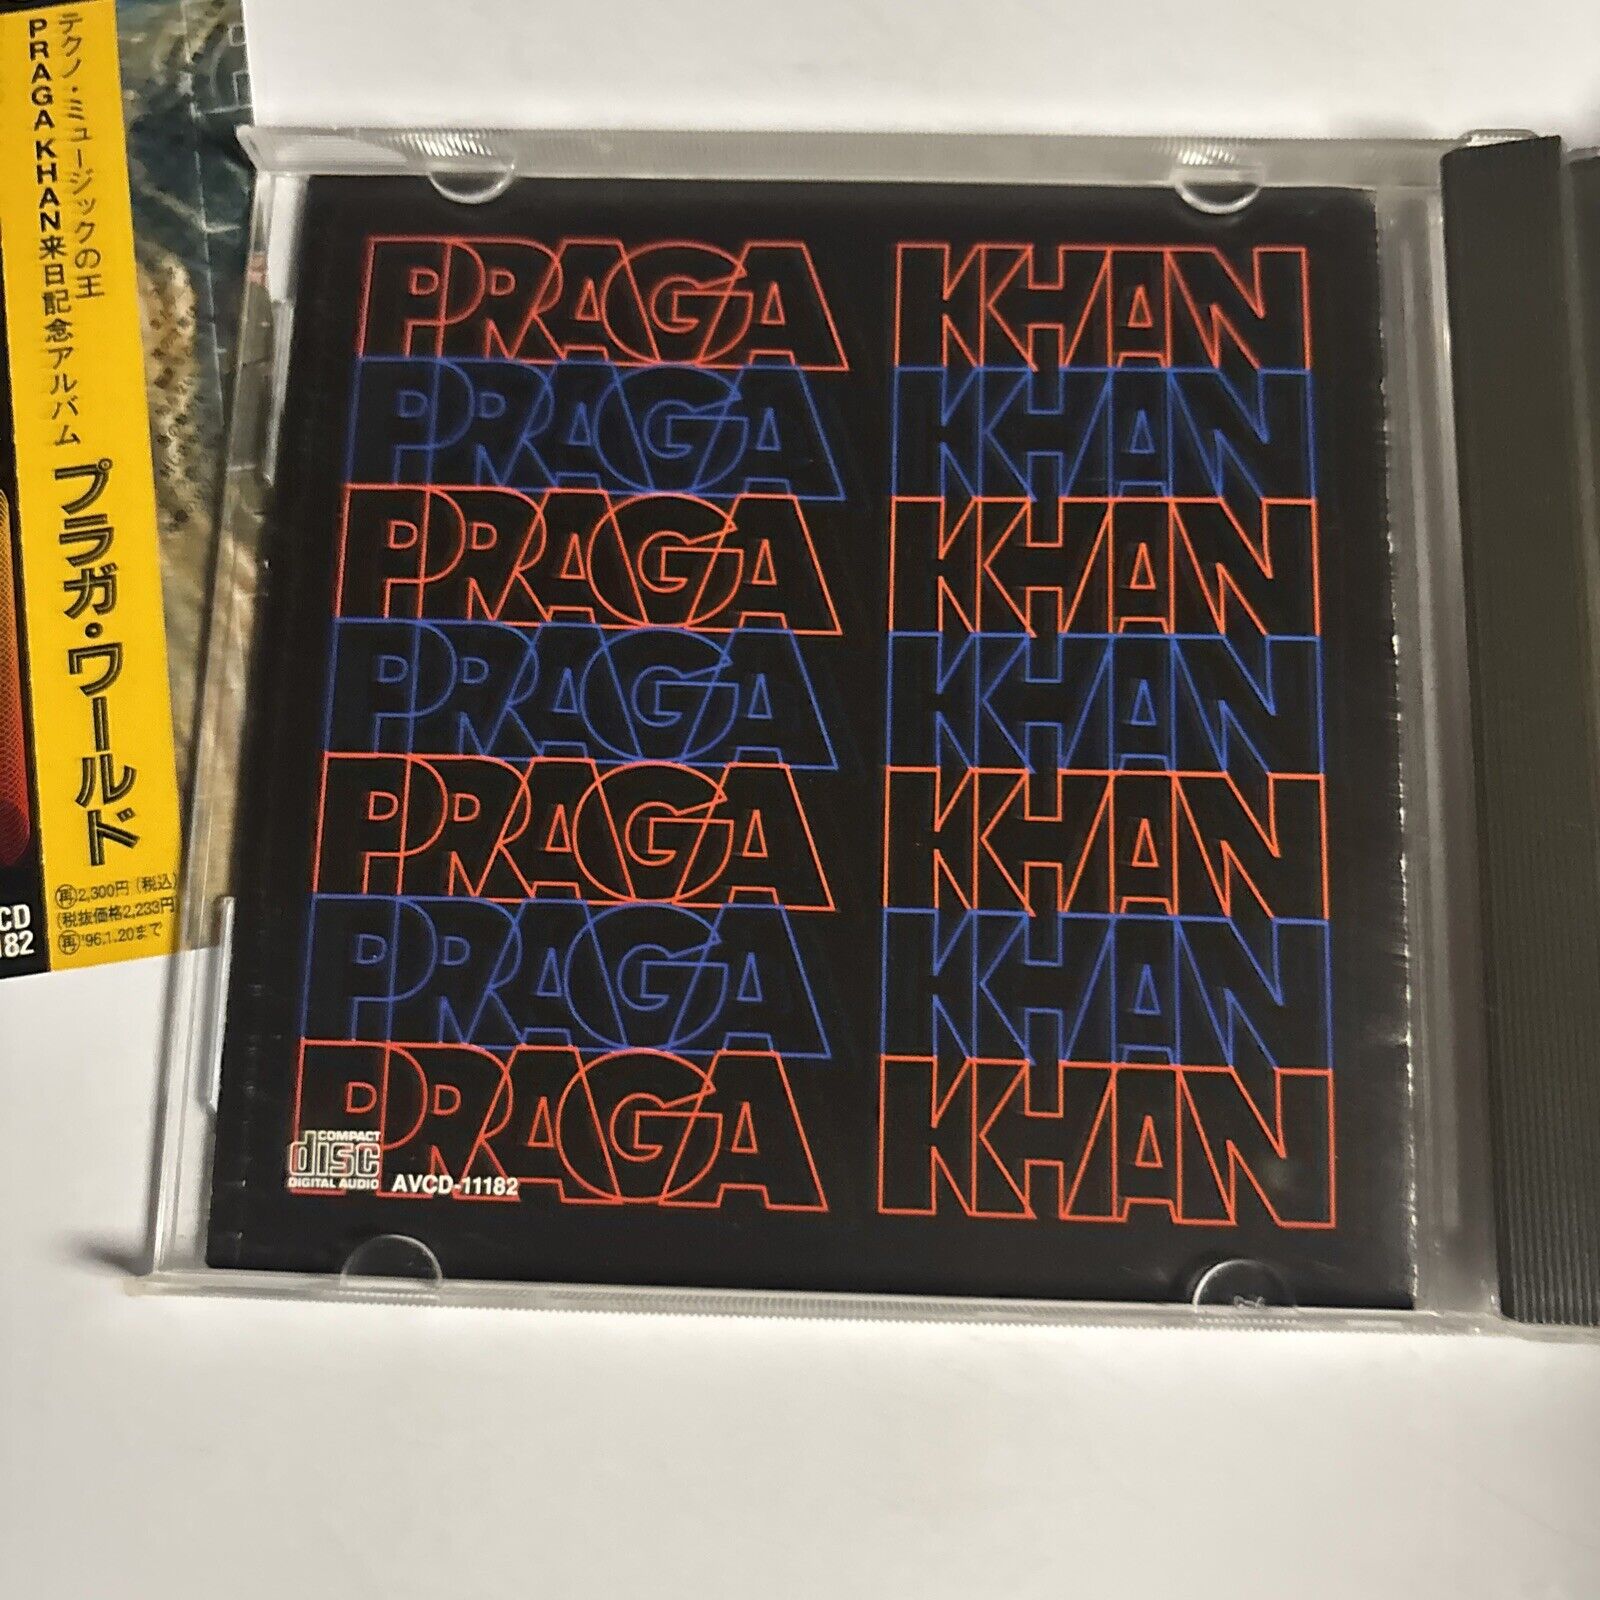 テクノ・ミュージックの王
PRAGA KHAN来日記念アルバム
プラガ・ワールド
再2,300円(税込)
(税抜価格2,233円
再'96.1.20まで
CD
182
PRAGA KHAN
PRAGA KHAN
PRAGA KHAN
PRAGA KHAN
PRAGA KHAN
PRAGA KHAN
PRAGA KHAN
COMPACT
disc
DIGITAL AUDIO
AVCD-11182